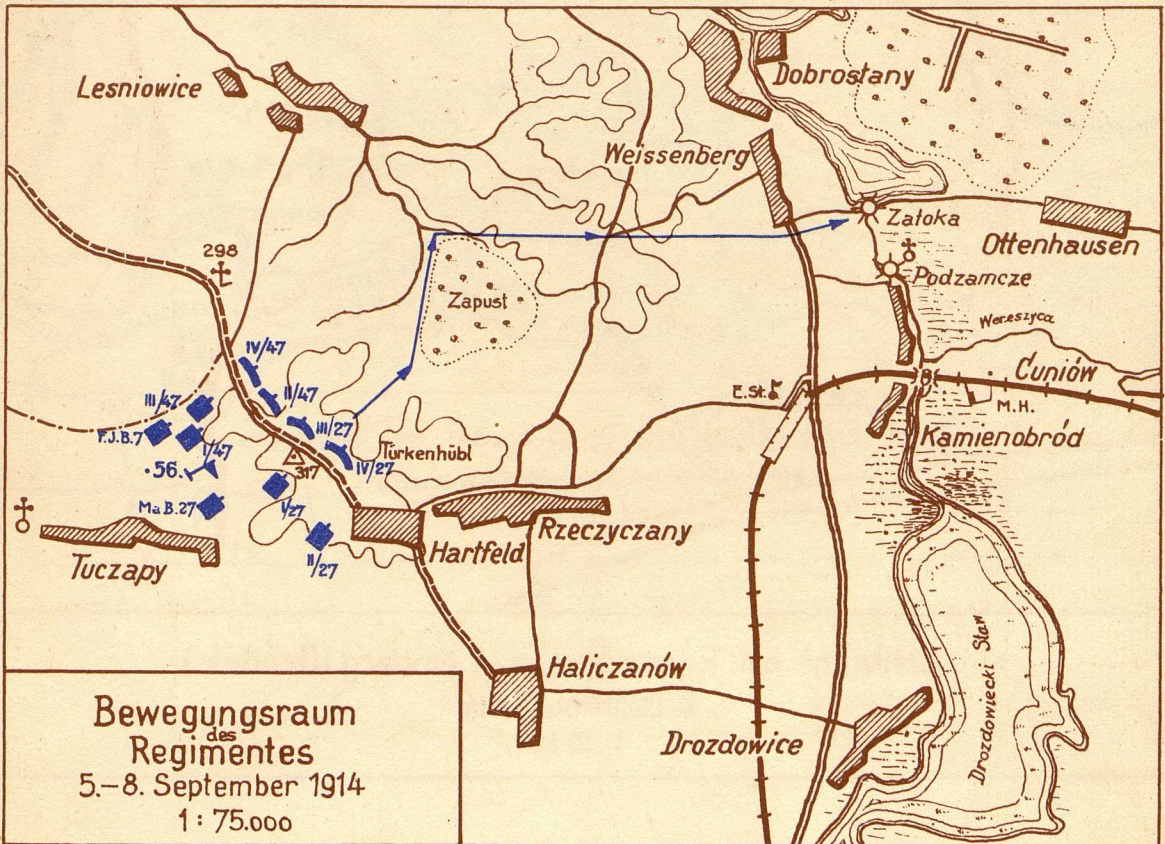 Lesniowice
Dobrostany
Weissenberg
Załoka
Ottenhausen
298
Zapust
Podzamcze
Wereszyca
IV/47
II/47
III/47
F.J.B.7
I/47
III/27
IV/27
Türkenhübl
.56.
317
Ma B.27
I/27
II/27
E.St.
Cuniów
M.H.
Kamienobród
Tuczapy
Hartfeld
Rzeczyczany
Haliczanów
Drozdowice
Drozdowiecki Staw
Bewegungsraum
des
Regimentes
5.–8. September 1914
1 : 75.000